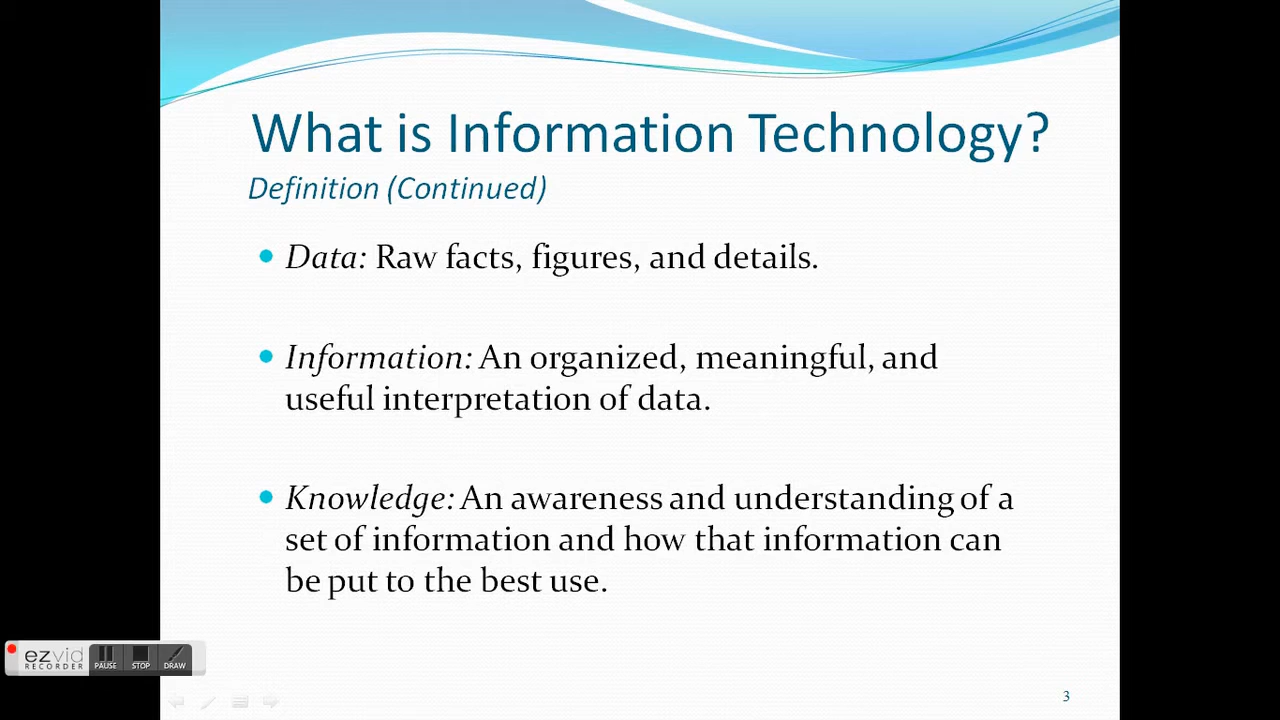 What is Information Technology?
Definition (Continued)
Data: Raw facts, figures, and details.
Information: An organized, meaningful, and
useful interpretation of data.
Knowledge: An awareness and understanding of a
set of information and how that information can
be put to the best use.
ezvid
RECORDER
PAUSE STOP DRAW
3